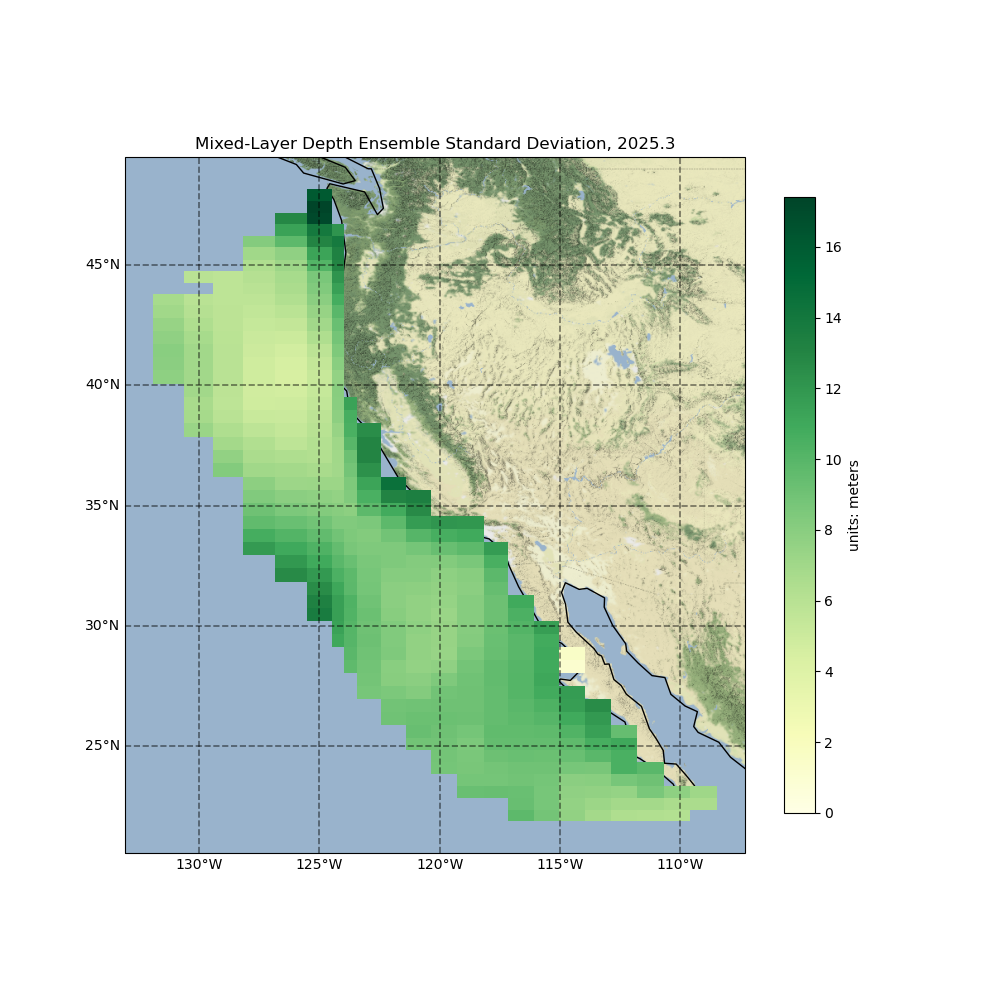 Mixed-Layer Depth Ensemble Standard Deviation, 2025.3
45°N
40°N
35°N
30°N
25°N
130°W
125°W
120°W
115°W
110°W
16
14
12
10
8
6
4
2
0
units: meters